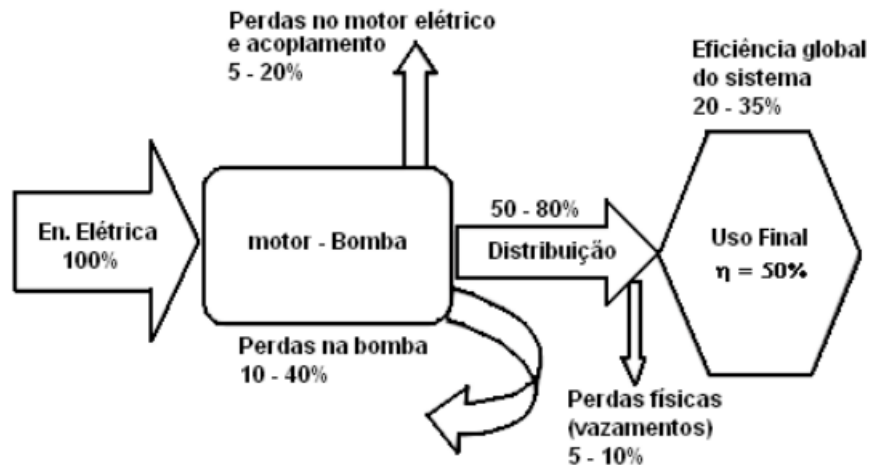 Perdas no motor elétrico
e acoplamento
5 - 20%
Eficiência global
do sistema
20 - 35%
En. Elétrica
100%
motor - Bomba
50 - 80%
Distribuição
Uso Final
η = 50%
Perdas na bomba
10 - 40%
Perdas físicas
(vazamentos)
5 - 10%